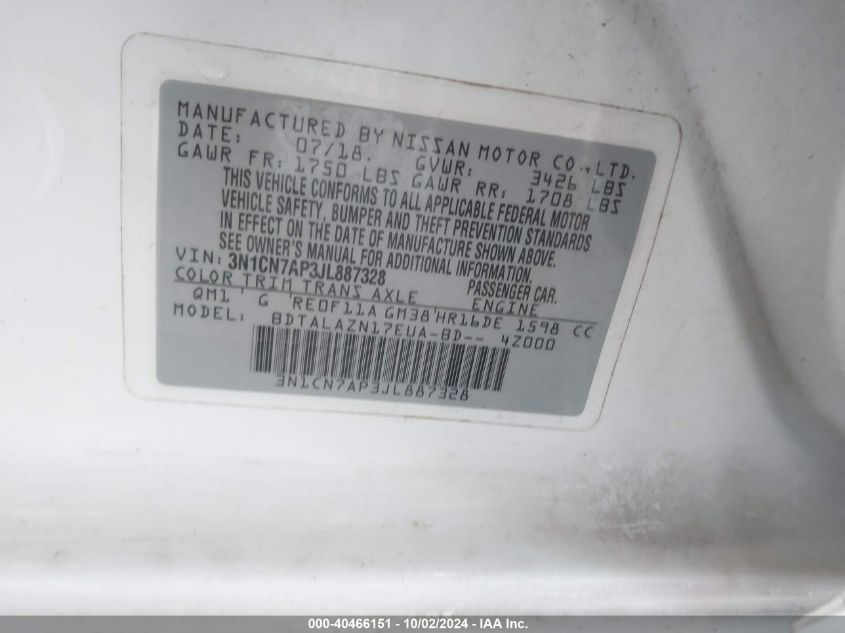 MANUFACTURED BY NISSAN MOTOR CO., LTD.
DATE: 07/18. GVWR: 3426 LBS
GAWR FR: 1750 LBS GAWR RR: 1708 LBS
THIS VEHICLE CONFORMS TO ALL APPLICABLE FEDERAL MOTOR
VEHICLE SAFETY, BUMPER AND THEFT PREVENTION STANDARDS
IN EFFECT ON THE DATE OF MANUFACTURE SHOWN ABOVE.
SEE OWNER'S MANUAL FOR ADDITIONAL INFORMATION.
VIN: 3N1CN7AP3JL887328 PASSENGER CAR.
COLOR TRIM TRANS AXLE ENGINE
QM1 G RE0F11A GM38 HR16DE 1598 CC
MODEL: BDTALAZN17EUA-BD-- 4Z000
3N1CN7AP3JL887328
000-40466151 - 10/02/2024 - IAA Inc.